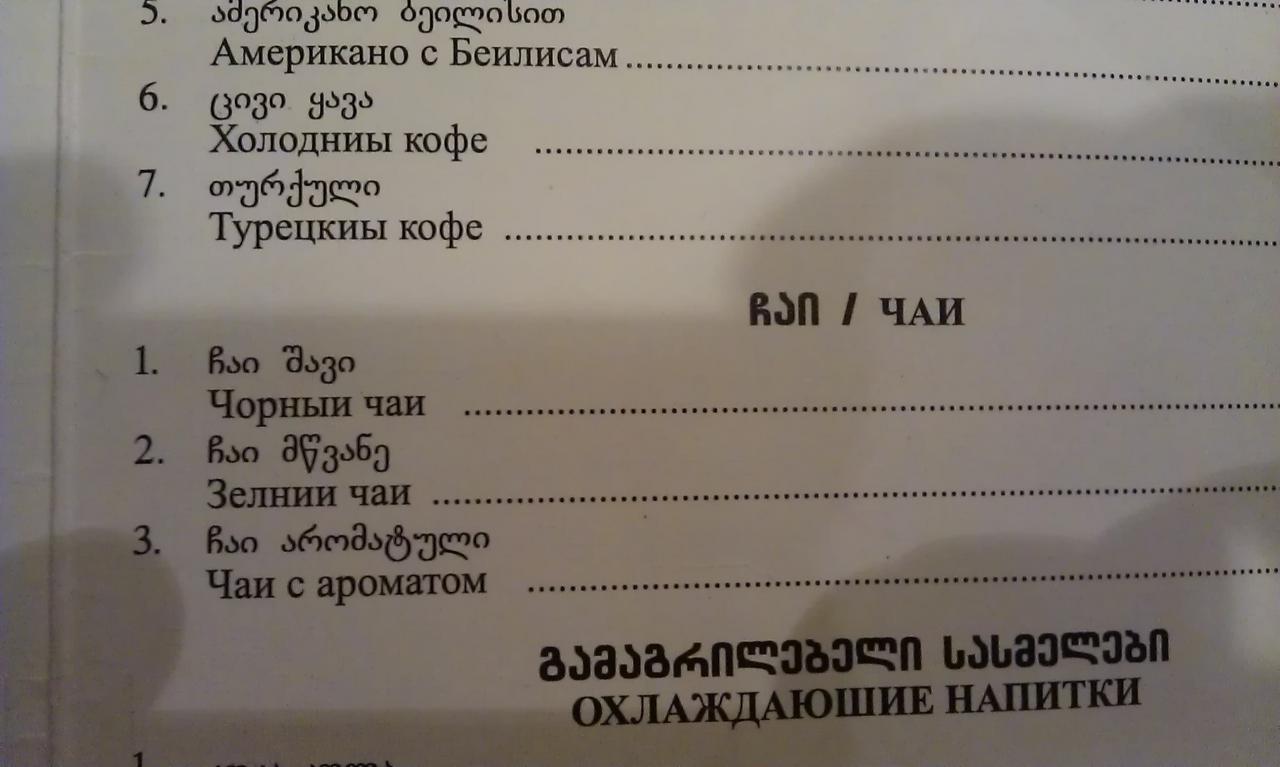 5. ამერიკანო ბეილისით
Американо с Беилисам
6. ცივი ყავა
Холодниы кофе
7. თურქული
Турецкиы кофе
ჩაი / ЧАИ
1. ჩაი შავი
Чорныи чаи
2. ჩაი მწვანე
Зелнии чаи
3. ჩაი არომატული
Чаи с ароматом
გამაგრილებელი სასმელები
ОХЛАЖДАЮШИЕ НАПИТКИ
1.